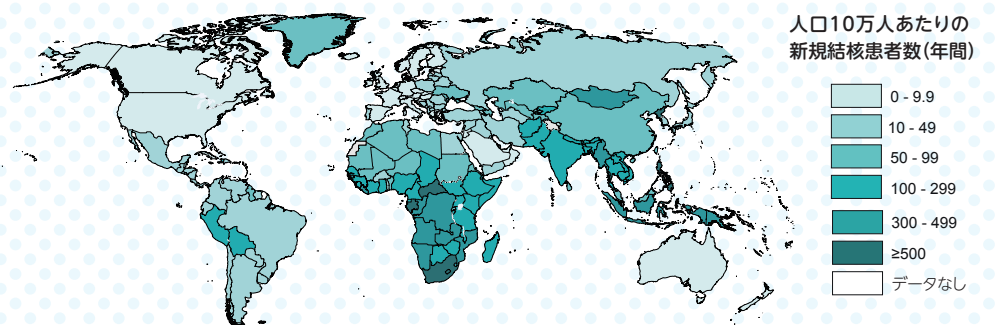 人口10万人あたりの
新規結核患者数(年間)
0 - 9.9
10 - 49
50 - 99
100 - 299
300 - 499
≥500
データなし